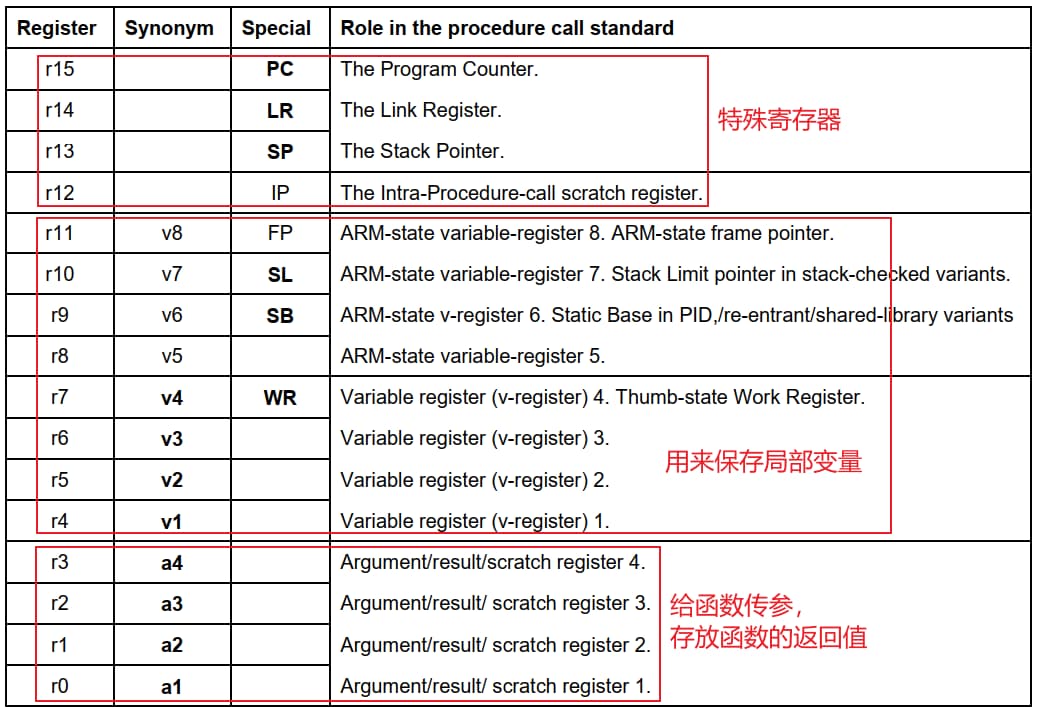 Register Synonym Special Role in the procedure call standard
r15 PC The Program Counter.
r14 LR The Link Register.
特殊寄存器
r13 SP The Stack Pointer.
r12 IP The Intra-Procedure-call scratch register.
r11 v8 FP ARM-state variable-register 8. ARM-state frame pointer.
r10 v7 SL ARM-state variable-register 7. Stack Limit pointer in stack-checked variants.
r9 v6 SB ARM-state v-register 6. Static Base in PID,/re-entrant/shared-library variants
r8 v5 ARM-state variable-register 5.
r7 v4 WR Variable register (v-register) 4. Thumb-state Work Register.
r6 v3 Variable register (v-register) 3.
用来保存局部变量
r5 v2 Variable register (v-register) 2.
r4 v1 Variable register (v-register) 1.
r3 a4 Argument/result/scratch register 4.
r2 a3 Argument/result/ scratch register 3.
给函数传参，
存放函数的返回值
r1 a2 Argument/result/ scratch register 2.
r0 a1 Argument/result/ scratch register 1.